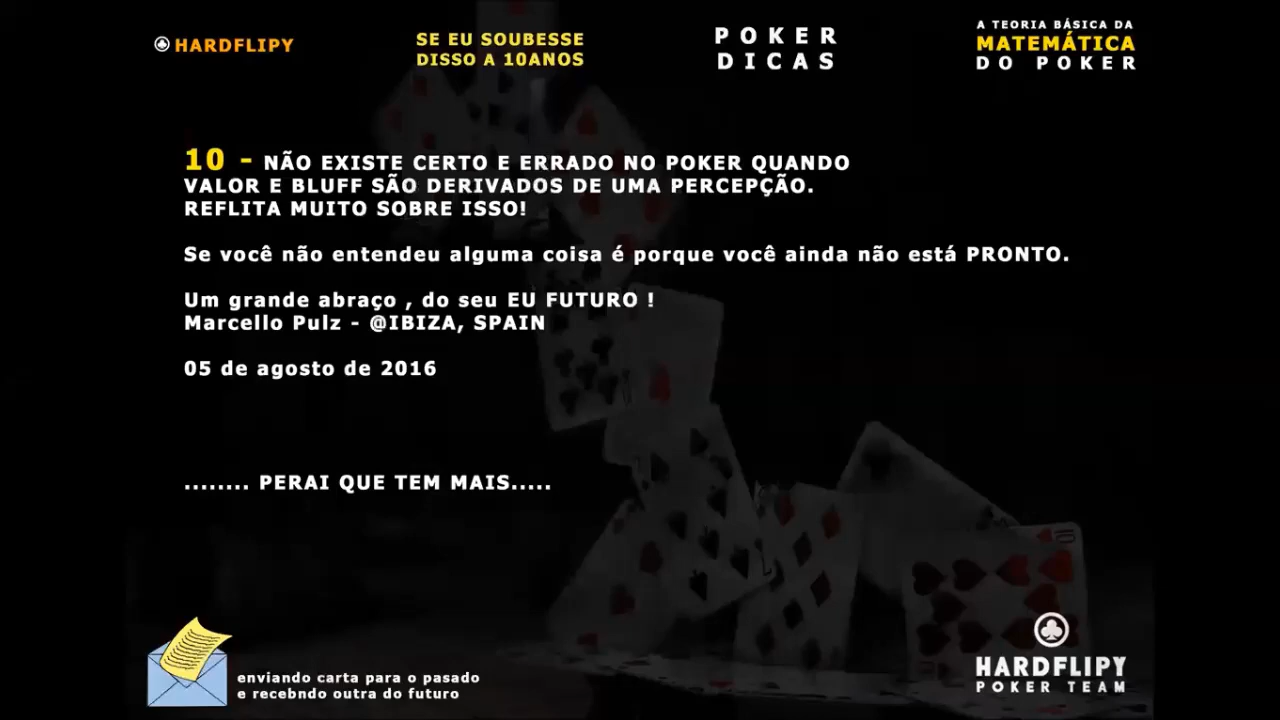 HARDFLIPY
SE EU SOUBESSE
DISSO A 10ANOS
POKER
DICAS
A TEORIA BÁSICA DA
MATEMÁTICA
DO POKER
10 - NÃO EXISTE CERTO E ERRADO NO POKER QUANDO
VALOR E BLUFF SÃO DERIVADOS DE UMA PERCEPÇÃO.
REFLITA MUITO SOBRE ISSO!
Se você não entendeu alguma coisa é porque você ainda não está PRONTO.
Um grande abraço , do seu EU FUTURO !
Marcello Pulz - @IBIZA, SPAIN
05 de agosto de 2016
........ PERAI QUE TEM MAIS.....
enviando carta para o pasado
e recebndo outra do futuro
HARDFLIPY
POKER TEAM